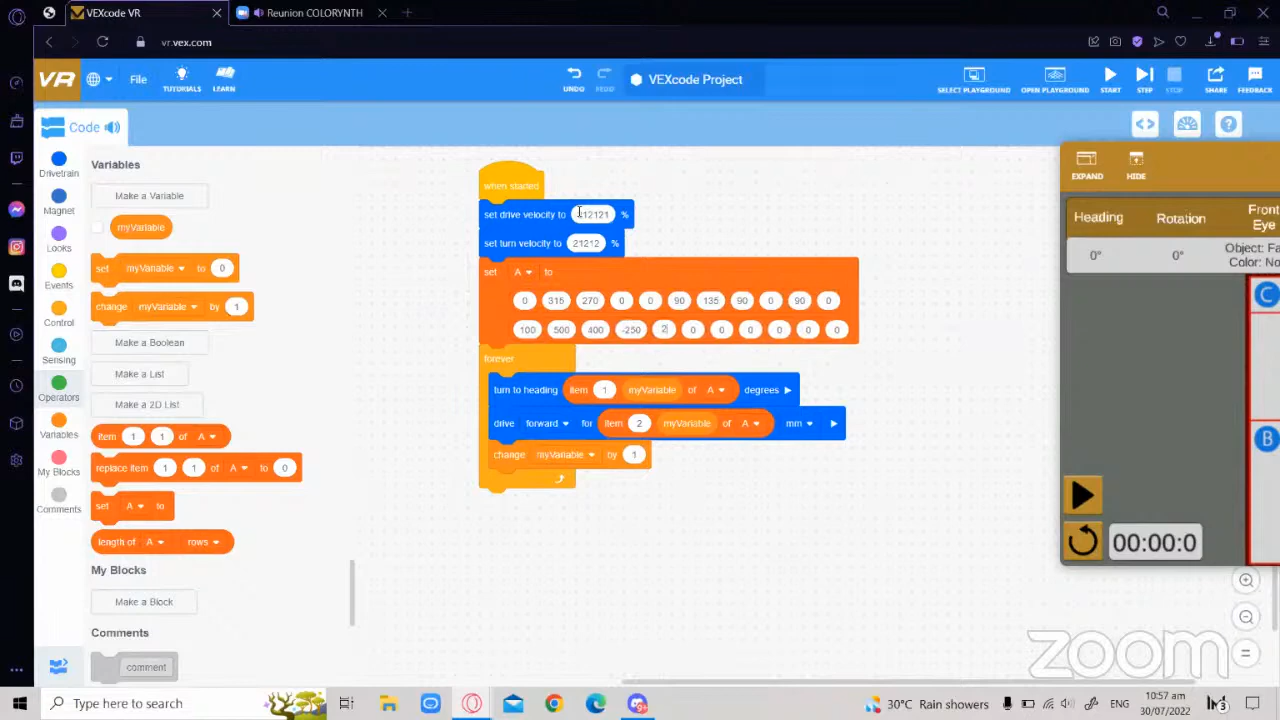 VEXcode VR
Reunion COLORYNTH
vr.vex.com
VR
File
TUTORIALS
LEARN
UNDO
REDO
VEXcode Project
SELECT PLAYGROUND
OPEN PLAYGROUND
START
STEP
STOP
SHARE
FEEDBACK
Code
Drivetrain
Magnet
Looks
Events
Control
Sensing
Operators
Variables
My Blocks
Comments
Variables
Make a Variable
myVariable
set myVariable to 0
change myVariable by 1
Make a Boolean
Make a List
Make a 2D List
item 1 1 of A
replace item 1 1 of A to 0
set A to
length of A rows
My Blocks
Make a Block
Comments
comment
when started
set drive velocity to 212121 %
set turn velocity to 21212 %
set A to
0 315 270 0 0 90 135 90 0 90 0
100 500 400 -250 2 0 0 0 0 0 0
forever
turn to heading item 1 myVariable of A degrees
drive forward for item 2 myVariable of A mm
change myVariable by 1
EXPAND
HIDE
Heading
Rotation
Front
Eye
0°
0°
Object: Fa
Color: No
C
B
00:00:0
zoom
Type here to search
9+
30°C Rain showers
10:57 am
30/07/2022
3